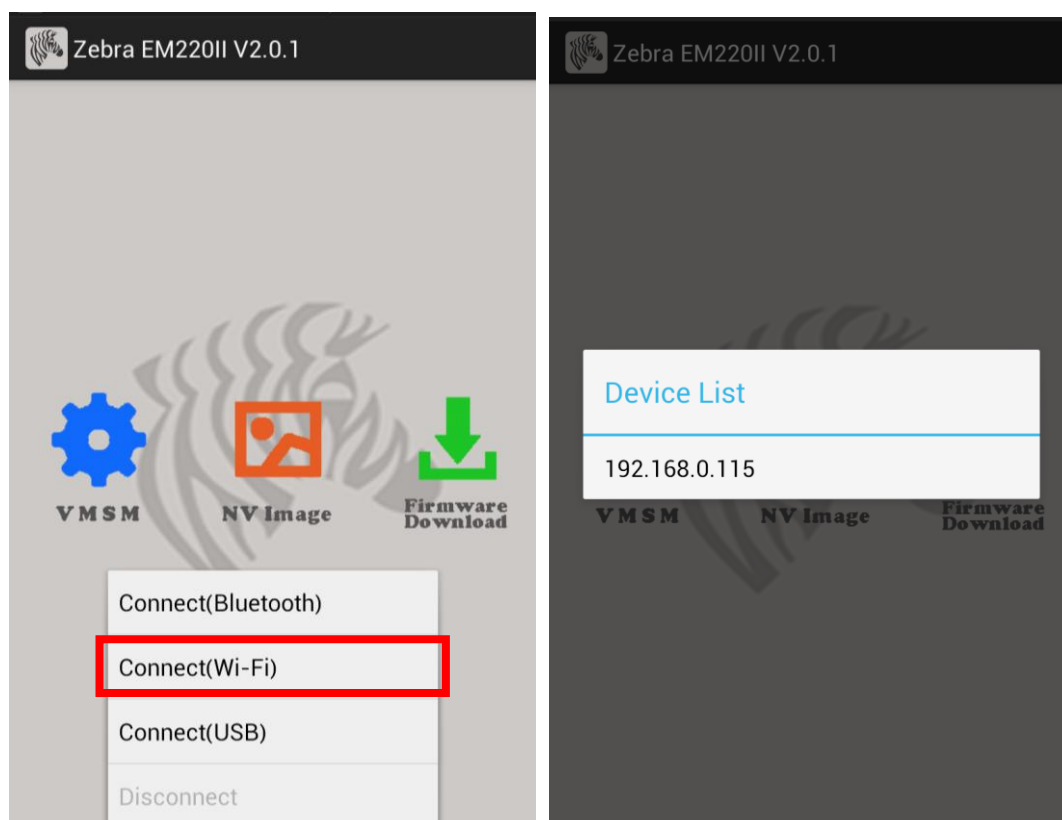 Zebra EM220II V2.0.1
VMSM
NV Image
Firmware
Download
Connect(Bluetooth)
Connect(Wi-Fi)
Connect(USB)
Disconnect
Zebra EM220II V2.0.1
Device List
192.168.0.115
VMSM
NV Image
Firmware
Download